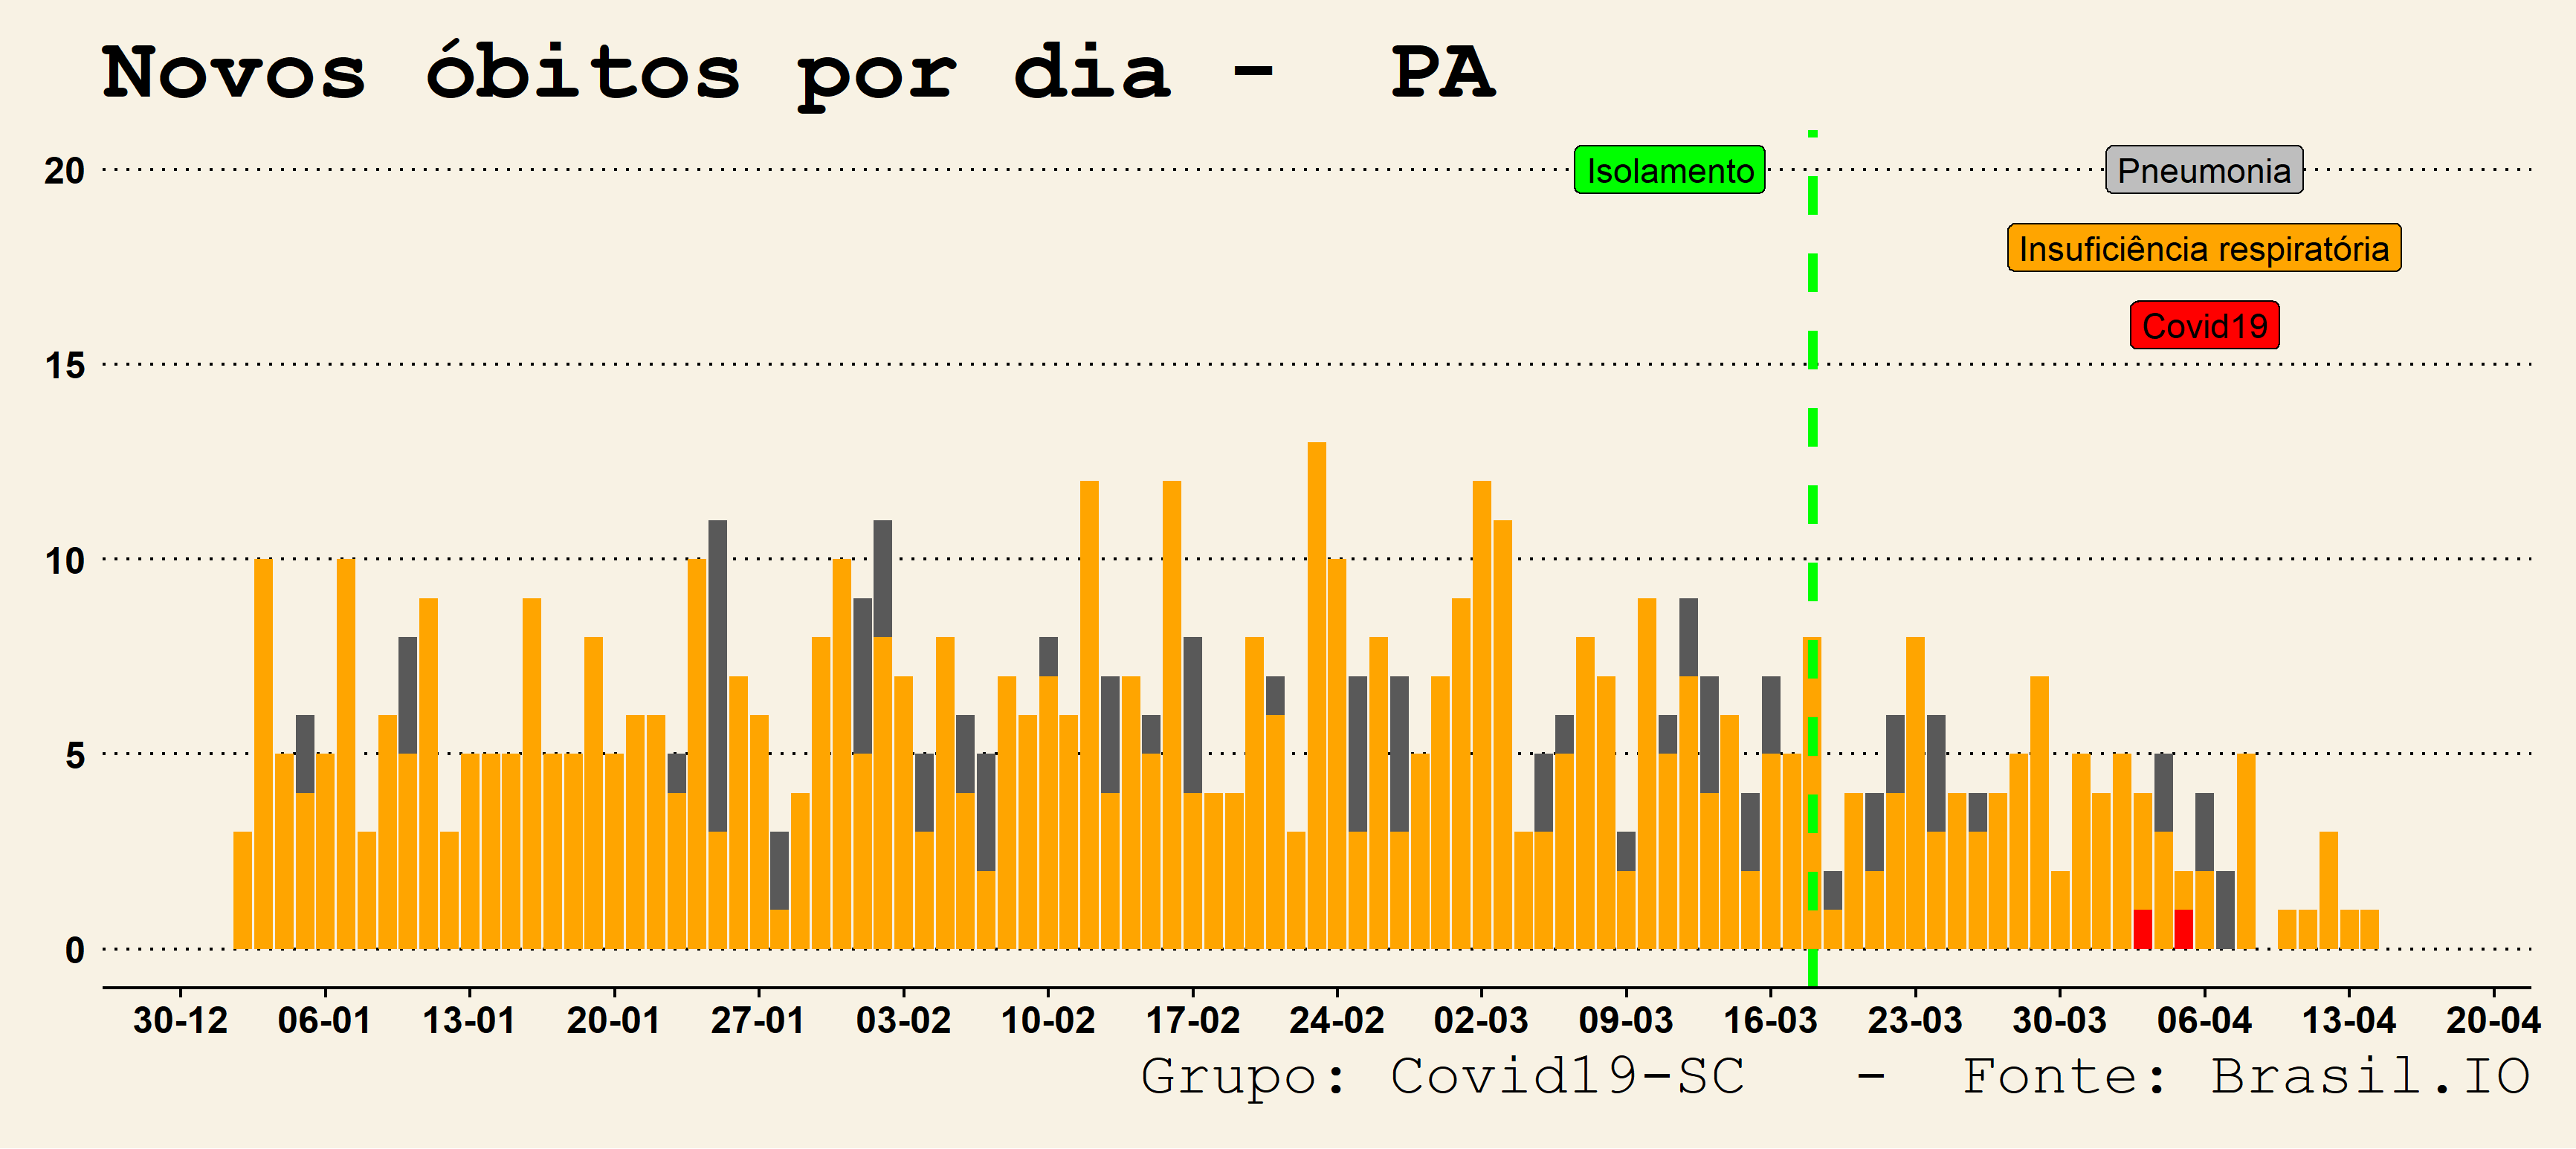 Novos óbitos por dia -  PA
20
Isolamento
Pneumonia
Insuficiência respiratória
Covid19
15
10
5
0
30-12 06-01 13-01 20-01 27-01 03-02 10-02 17-02 24-02 02-03 09-03 16-03 23-03 30-03 06-04 13-04 20-04
Grupo: Covid19-SC   -  Fonte: Brasil.IO